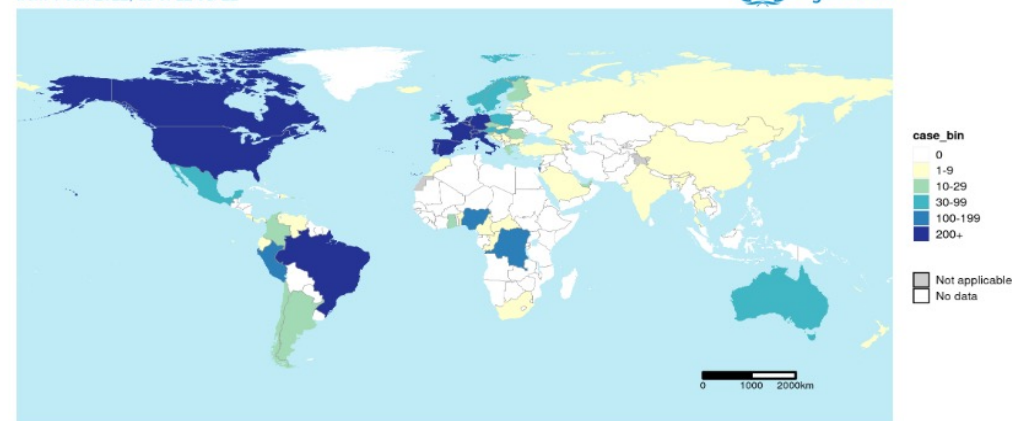 case_bin
0
1-9
10-29
30-99
100-199
200+
Not applicable
No data
0 1000 2000km